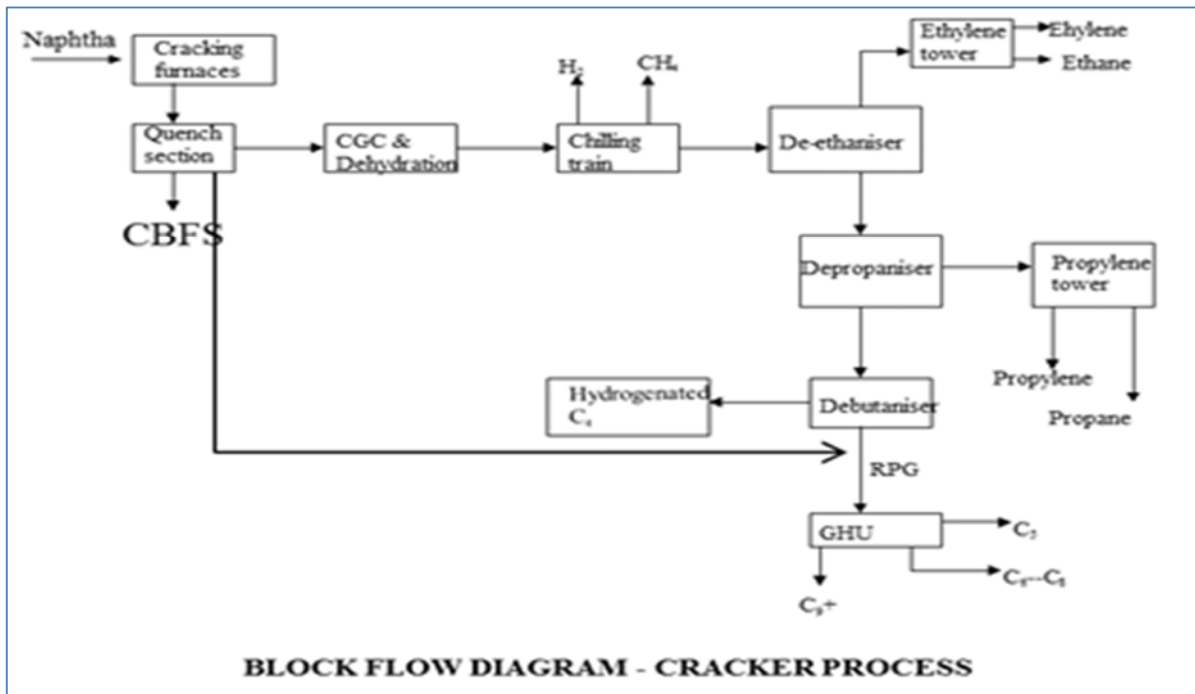 Naphtha
Cracking
furnaces
Ethylene
tower
Ehylene
Ethane
H₂
CH₄
Quench
section
CGC &
Dehydration
Chilling
train
De-ethaniser
CBFS
Depropaniser
Propylene
tower
Propylene
Propane
Hydrogenated
C₄
Debutaniser
RPG
GHU
C₅
C₆--C₈
C₉+
BLOCK FLOW DIAGRAM - CRACKER PROCESS